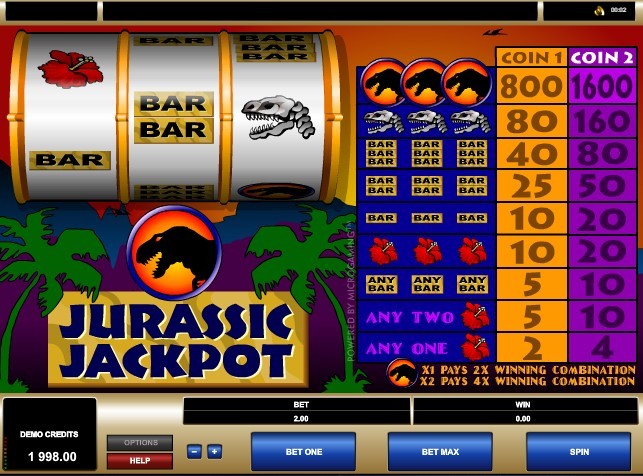 00:02
BAR
BAR
BAR
BAR
BAR
BAR
BAR
BAR
BAR
BAR
COIN 1 COIN 2
800 1600
80 160
BAR BAR BAR
BAR BAR BAR
BAR BAR BAR
40 80
BAR BAR BAR
BAR BAR BAR
25 50
BAR BAR BAR 10 20
10 20
ANY ANY ANY
BAR BAR BAR
5 10
ANY TWO 5 10
ANY ONE 2 4
X1 PAYS 2X WINNING COMBINATION
X2 PAYS 4X WINNING COMBINATION
POWERED BY MICROGAMING™
JURASSIC
JACKPOT
BET
2.00
WIN
0.00
DEMO CREDITS
1 998.00
OPTIONS
HELP
- +
BET ONE
BET MAX
SPIN